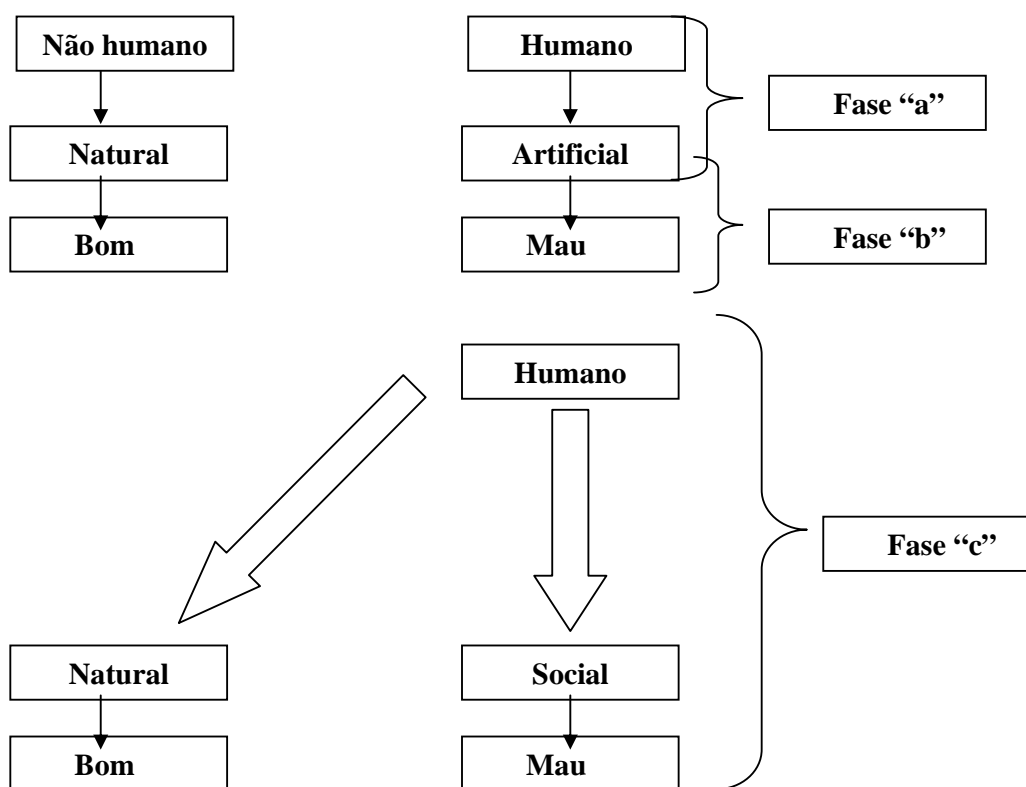 Não humano
Humano
Fase “a”
Natural
Artificial
Bom
Mau
Fase “b”
Humano
Fase “c”
Natural
Social
Bom
Mau